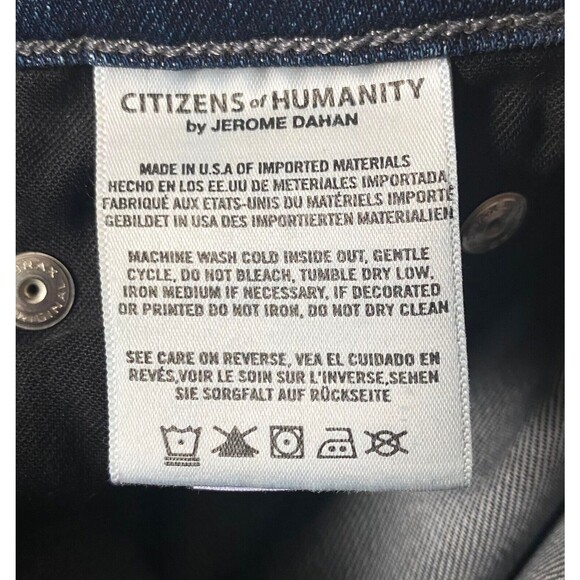 CITIZENS of HUMANITY
by JEROME DAHAN
MADE IN U.S.A OF IMPORTED MATERIALS
HECHO EN LOS EE.UU DE METERIALES IMPORTADA
FABRIQUÉ AUX ETATS-UNIS DU MATÉRIELS IMPORTÉ
GEBILDET IN USA DES IMPORTIERTEN MATERIALIEN
MACHINE WASH COLD INSIDE OUT, GENTLE
CYCLE, DO NOT BLEACH, TUMBLE DRY LOW,
IRON MEDIUM IF NECESSARY, IF DECORATED
OR PRINTED DO NOT IRON, DO NOT DRY CLEAN
SEE CARE ON REVERSE, VEA EL CUIDADO EN
REVÉS,VOIR LE SOIN SUR L'INVERSE,SEHEN
SIE SORGFALT AUF RÜCKSEITE